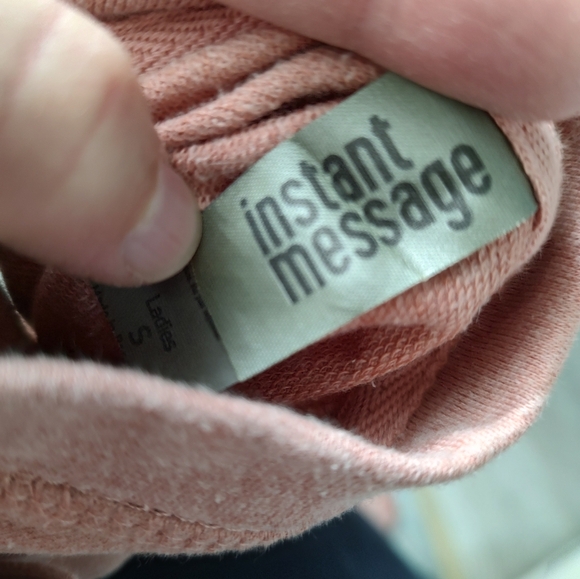 instant
message
Ladies
S